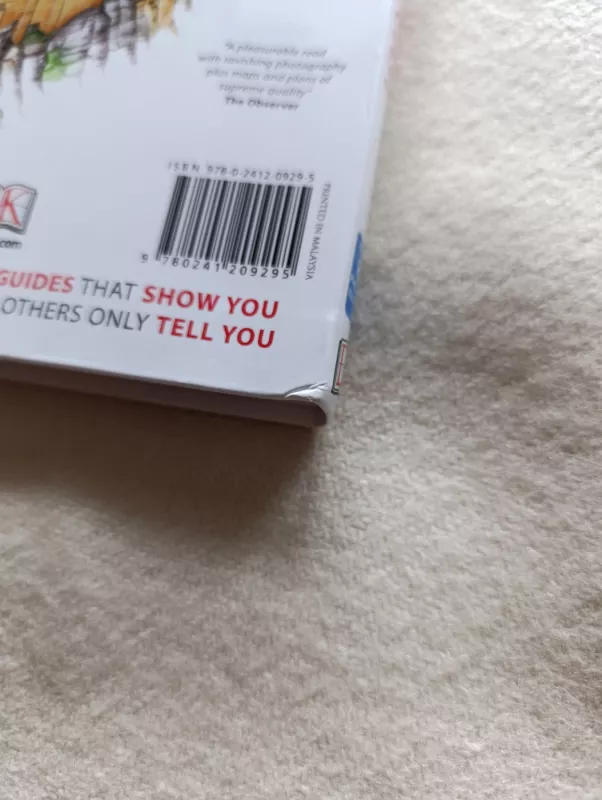 "A pleasurable read
with ravishing photography
plus maps and plans of
supreme quality"
The Observer
ISBN 978-0-2412-0929-5
9 780241 209295
PRINTED IN MALAYSIA
K
.com
GUIDES THAT SHOW YOU
OTHERS ONLY TELL YOU